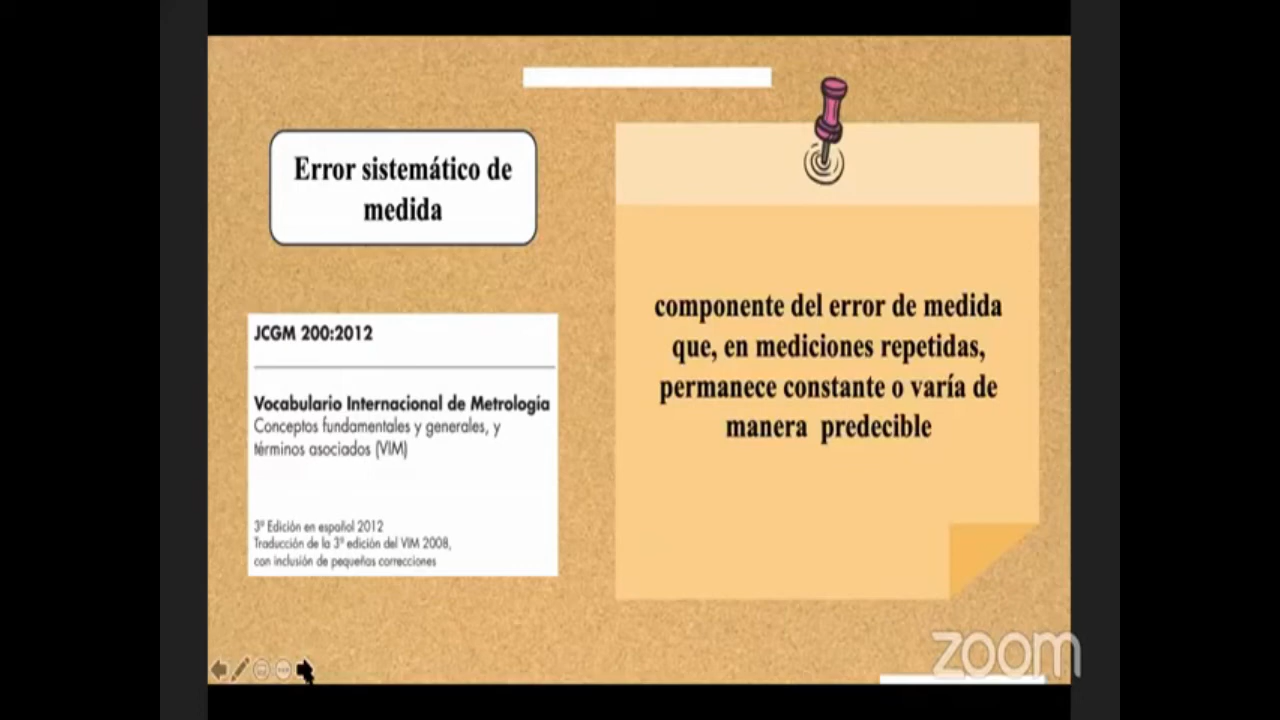 Error sistemático de
medida
JCGM 200:2012
Vocabulario Internacional de Metrología
Conceptos fundamentales y generales, y
términos asociados (VIM)
3ª Edición en español 2012
Traducción de la 3ª edición del VIM 2008,
con inclusión de pequeñas correcciones
componente del error de medida
que, en mediciones repetidas,
permanece constante o varía de
manera predecible
zoom